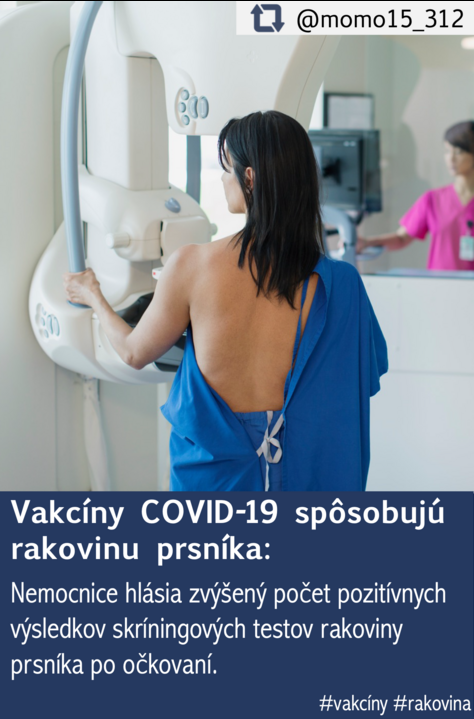 @momo15_312
Vakcíny COVID-19 spôsobujú
rakovinu prsníka:
Nemocnice hlásia zvýšený počet pozitívnych
výsledkov skríningových testov rakoviny
prsníka po očkovaní.
#vakcíny #rakovina